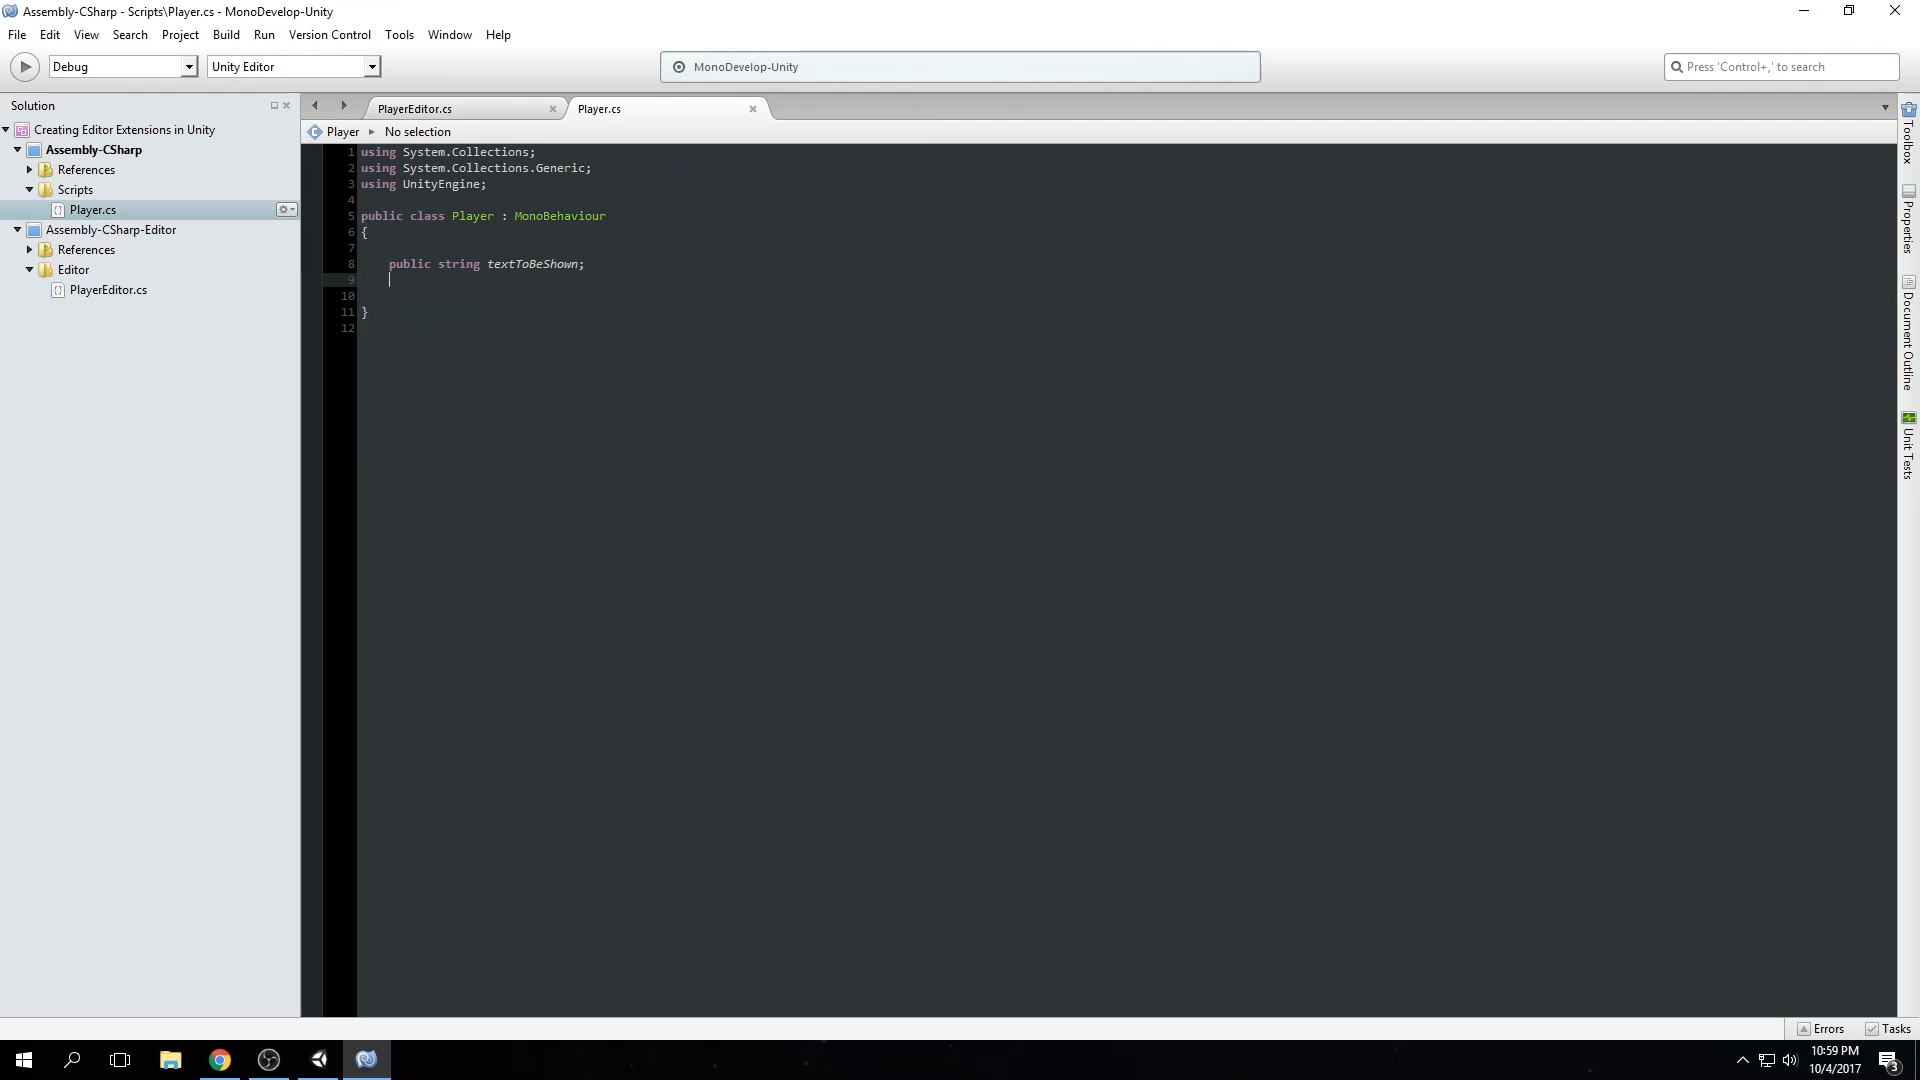 Assembly-CSharp - Scripts\Player.cs - MonoDevelop-Unity
File Edit View Search Project Build Run Version Control Tools Window Help
Debug Unity Editor MonoDevelop-Unity Press 'Control+,' to search
Solution
Creating Editor Extensions in Unity
Assembly-CSharp
References
Scripts
Player.cs
Assembly-CSharp-Editor
References
Editor
PlayerEditor.cs
PlayerEditor.cs Player.cs
Player No selection
1 using System.Collections;
2 using System.Collections.Generic;
3 using UnityEngine;
4
5 public class Player : MonoBehaviour
6 {
7
8 public string textToBeShown;
9
10
11 }
12
Toolbox
Properties
Document Outline
Unit Tests
Errors Tasks
10:59 PM
10/4/2017
3